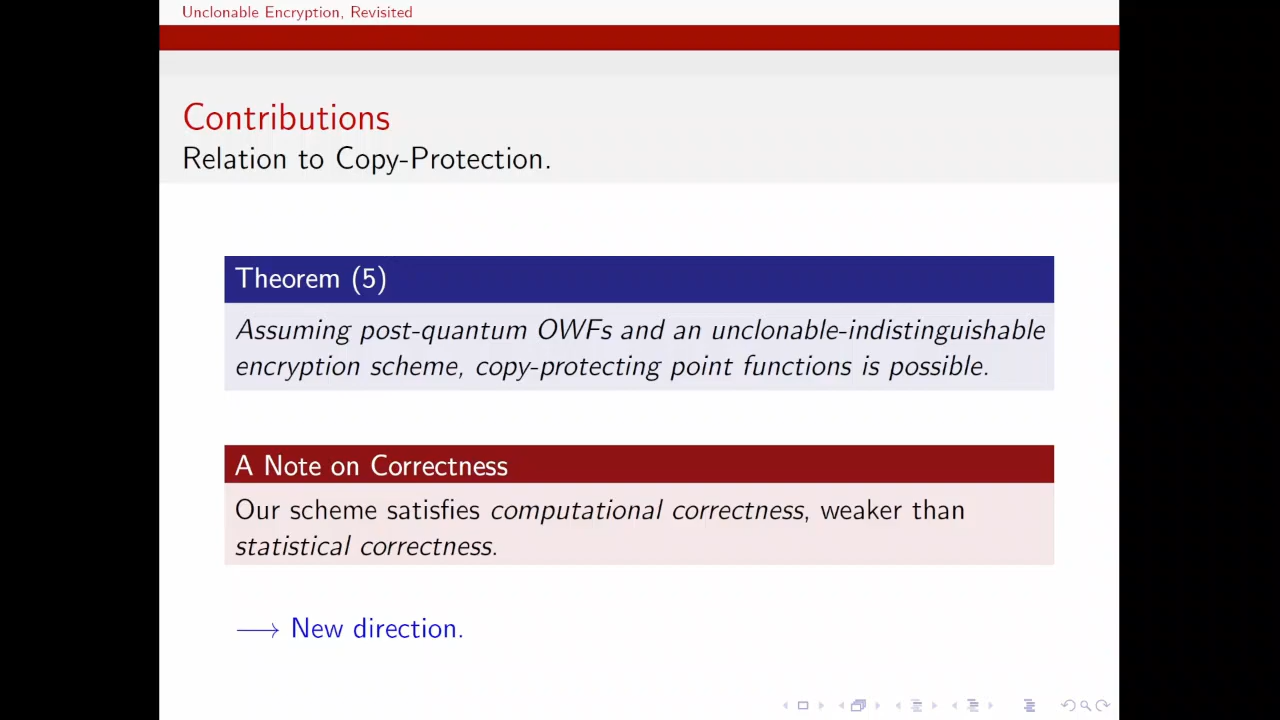 Unclonable Encryption, Revisited
Contributions
Relation to Copy-Protection.
Theorem (5)
Assuming post-quantum OWFs and an unclonable-indistinguishable
encryption scheme, copy-protecting point functions is possible.
A Note on Correctness
Our scheme satisfies computational correctness, weaker than
statistical correctness.
⟶ New direction.